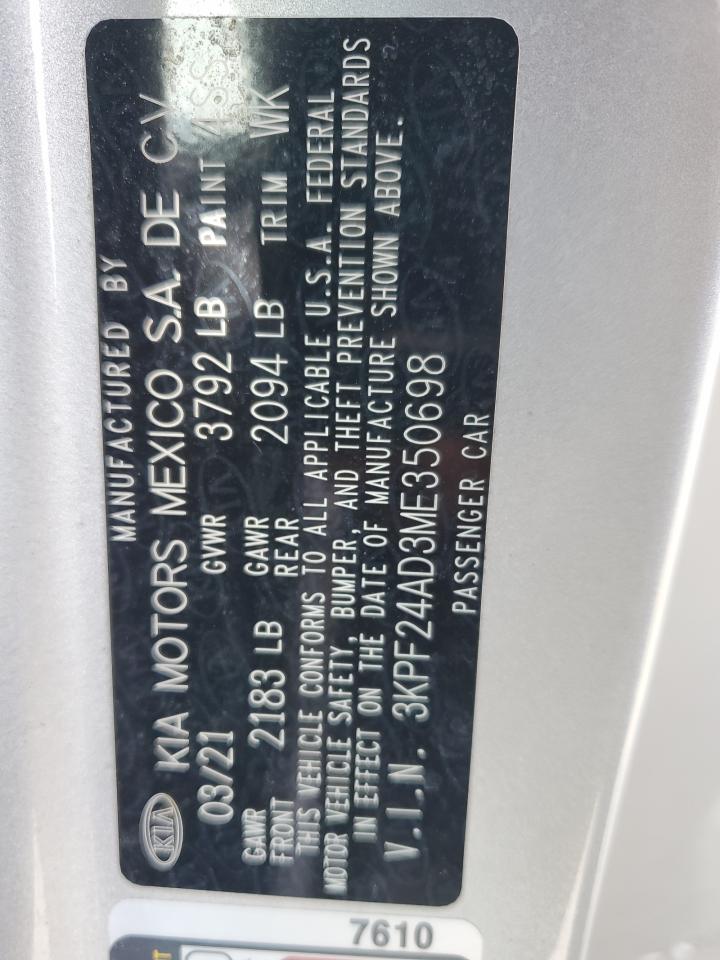 MANUFACTURED BY
KIA KIA MOTORS MEXICO S.A. DE C.V
03/21 GVWR 3792 LB PAINT 4SS
GAWR FRONT 2183 LB GAWR REAR 2094 LB TRIM WK
THIS VEHICLE CONFORMS TO ALL APPLICABLE U.S.A. FEDERAL
MOTOR VEHICLE SAFETY, BUMPER, AND THEFT PREVENTION STANDARDS
IN EFFECT ON THE DATE OF MANUFACTURE SHOWN ABOVE.
V.I.N. 3KPF24AD3ME350698
PASSENGER CAR
7610